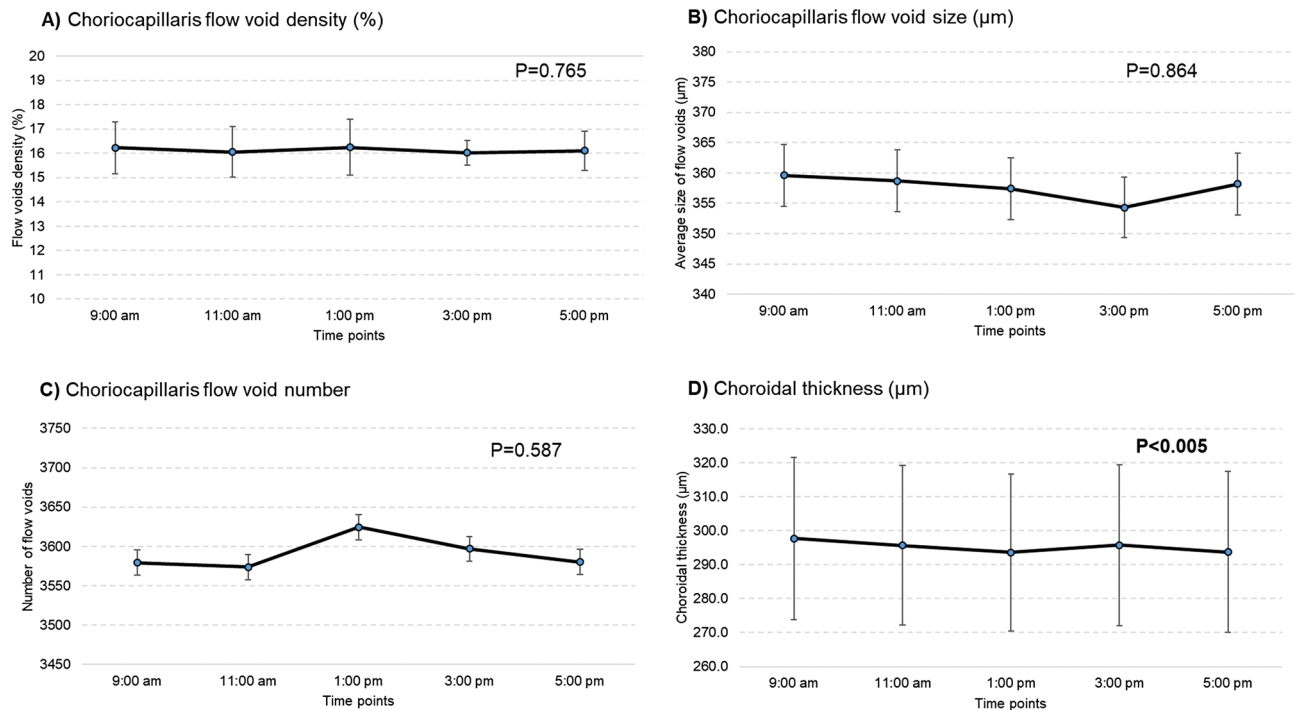 A) Choriocapillaris flow void density (%)
P=0.765
Flow voids density (%)
20
19
18
17
16
15
14
13
12
11
10
9:00 am 11:00 am 1:00 pm 3:00 pm 5:00 pm
Time points
B) Choriocapillaris flow void size (µm)
P=0.864
Average size of flow voids (µm)
380
375
370
365
360
355
350
345
340
9:00 am 11:00 am 1:00 pm 3:00 pm 5:00 pm
Time points
C) Choriocapillaris flow void number
P=0.587
Number of flow voids
3750
3700
3650
3600
3550
3500
3450
9:00 am 11:00 am 1:00 pm 3:00 pm 5:00 pm
Time points
D) Choroidal thickness (µm)
P<0.005
Choroidal thickness (µm)
330.0
320.0
310.0
300.0
290.0
280.0
270.0
260.0
9:00 am 11:00 am 1:00 pm 3:00 pm 5:00 pm
Time points